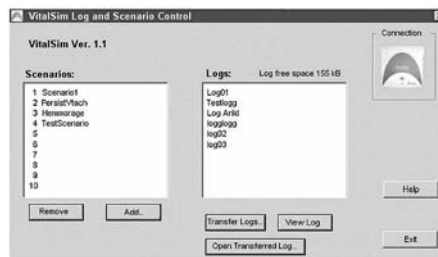 VitalSim Log and Scenario Control
VitalSim Ver. 1.1
Connection
Scenarios:
Logs:
Log free space 155 kB
1 Scenario1
2 PersistVtach
3 Hemmorage
4 TestScenario
5
6
7
8
9
10
Log01
Testlogg
Log Arild
logglogg
log02
log03
Remove
Add..
Transfer Logs..
View Log
Open Transferred Log..
Help
Exit